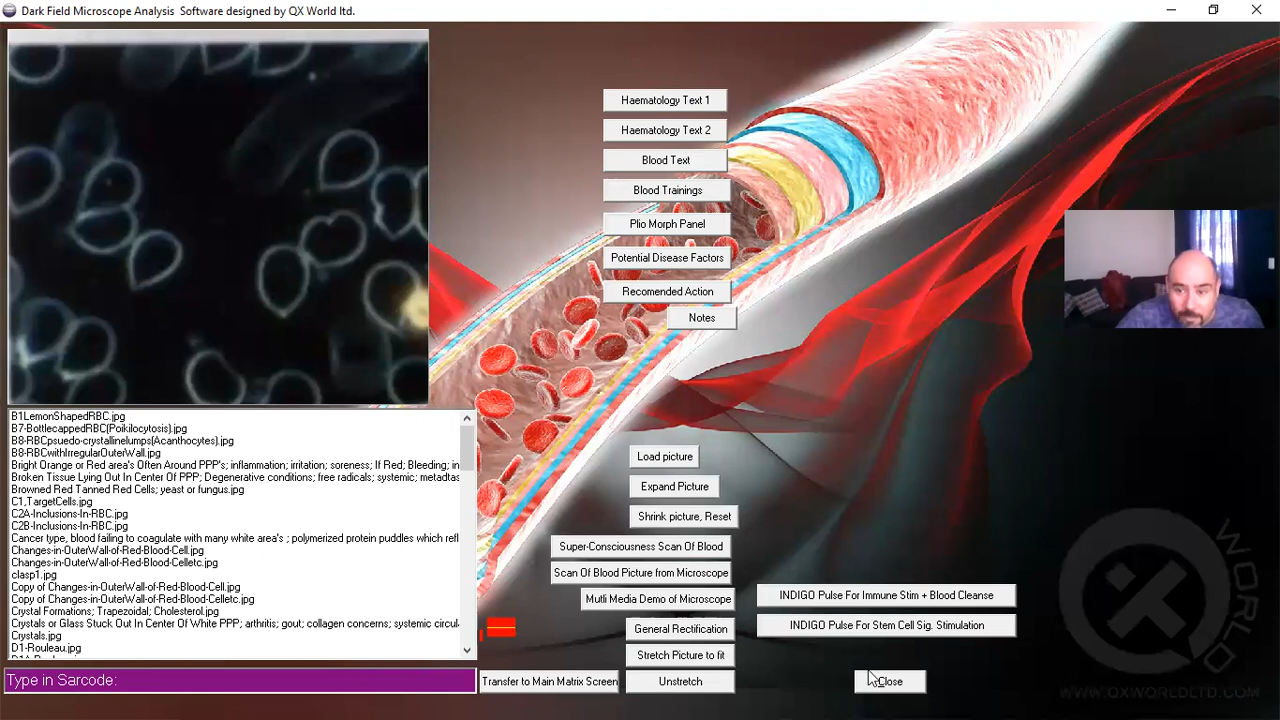 Dark Field Microscope Analysis Software designed by QX World ltd.
Haematology Text 1
Haematology Text 2
Blood Text
Blood Trainings
Plio Morph Panel
Potential Disease Factors
Recomended Action
Notes
B1LemonShapedRBC.jpg
B7-BottlecappedRBC(Poikilocytosis).jpg
B8-RBCpsuedo-crystallinelumps(Acanthocytes).jpg
B8-RBCwithIrregularOuterWall.jpg
Bright Orange or Red area's Often Around PPP's; inflammation; irritation; soreness; If Red; Bleeding; in
Broken Tissue Lying Out In Center Of PPP; Degenerative conditions; free radicals; systemic; metadtas
Browned Red Tanned Red Cells; yeast or fungus.jpg
C1,TargetCells.jpg
C2A-Inclusions-In-RBC.jpg
C2B-Inclusions-In-RBC.jpg
Cancer type, blood failing to coagulate with many white area's ; polymerized protein puddles which refl
Changes-in-OuterWall-of-Red-Blood-Cell.jpg
Changes-in-OuterWall-of-Red-Blood-Celletc.jpg
clasp1.jpg
Copy of Changes-in-OuterWall-of-Red-Blood-Cell.jpg
Copy of Changes-in-OuterWall-of-Red-Blood-Celletc.jpg
Crystal Formations; Trapezoidal; Cholesterol.jpg
Crystals or Glass Stuck Out In Center Of White PPP; arthritis; gout; collagen concerns; systemic circul
Crystals.jpg
D1-Rouleau.jpg
Load picture
Expand Picture
Shrink picture, Reset
Super-Consciousness Scan Of Blood
Scan Of Blood Picture from Microscope
Mutli Media Demo of Microscope
General Rectification
Stretch Picture to fit
Unstretch
INDIGO Pulse For Immune Stim + Blood Cleanse
INDIGO Pulse For Stem Cell Sig. Stimulation
Type in Sarcode:
Transfer to Main Matrix Screen
Close
WORLD
WWW.QXWORLDLTD.COM